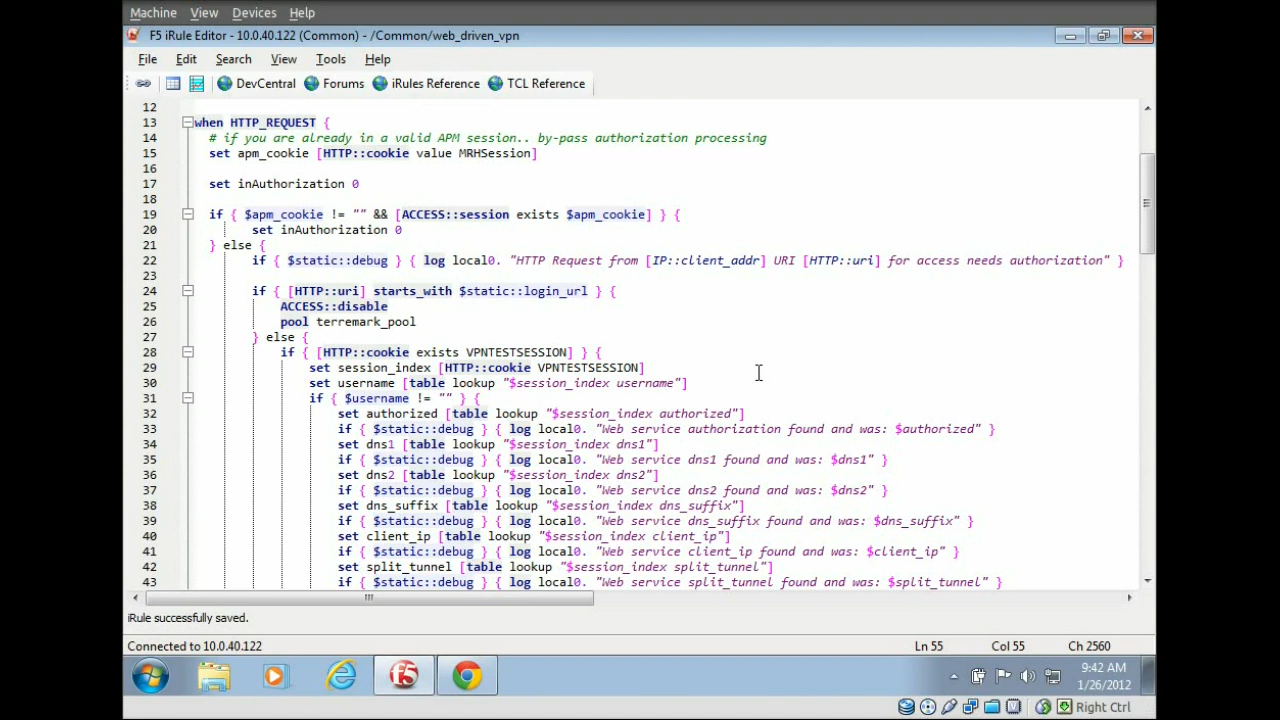 Machine View Devices Help
F5 iRule Editor - 10.0.40.122 (Common) - /Common/web_driven_vpn
File Edit Search View Tools Help
DevCentral Forums iRules Reference TCL Reference
12
13 when HTTP_REQUEST {
14 # if you are already in a valid APM session.. by-pass authorization processing
15 set apm_cookie [HTTP::cookie value MRHSession]
16
17 set inAuthorization 0
18
19 if { $apm_cookie != "" && [ACCESS::session exists $apm_cookie] } {
20 set inAuthorization 0
21 } else {
22 if { $static::debug } { log local0. "HTTP Request from [IP::client_addr] URI [HTTP::uri] for access needs authorization" }
23
24 if { [HTTP::uri] starts_with $static::login_url } {
25 ACCESS::disable
26 pool terremark_pool
27 } else {
28 if { [HTTP::cookie exists VPNTESTSESSION] } {
29 set session_index [HTTP::cookie VPNTESTSESSION]
30 set username [table lookup "$session_index username"]
31 if { $username != "" } {
32 set authorized [table lookup "$session_index authorized"]
33 if { $static::debug } { log local0. "Web service authorization found and was: $authorized" }
34 set dns1 [table lookup "$session_index dns1"]
35 if { $static::debug } { log local0. "Web service dns1 found and was: $dns1" }
36 set dns2 [table lookup "$session_index dns2"]
37 if { $static::debug } { log local0. "Web service dns2 found and was: $dns2" }
38 set dns_suffix [table lookup "$session_index dns_suffix"]
39 if { $static::debug } { log local0. "Web service dns_suffix found and was: $dns_suffix" }
40 set client_ip [table lookup "$session_index client_ip"]
41 if { $static::debug } { log local0. "Web service client_ip found and was: $client_ip" }
42 set split_tunnel [table lookup "$session_index split_tunnel"]
43 if { $static::debug } { log local0. "Web service split_tunnel found and was: $split_tunnel" }
iRule successfully saved.
Connected to 10.0.40.122 Ln 55 Col 55 Ch 2560
9:42 AM
1/26/2012
Right Ctrl